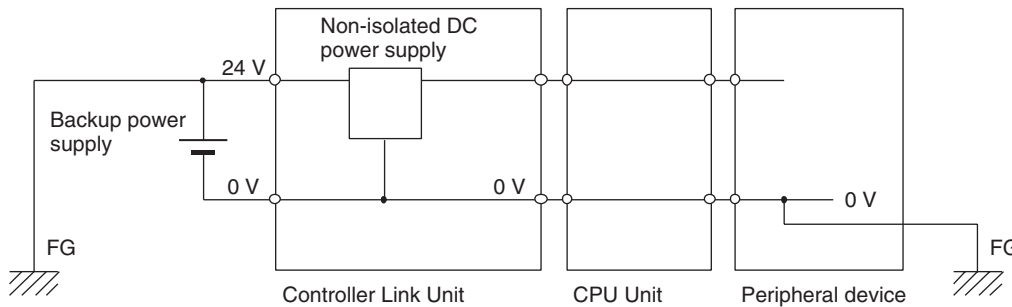 Non-isolated DC
power supply
24 V
Backup power
supply
0 V
0 V
0 V
FG
FG
Controller Link Unit
CPU Unit
Peripheral device